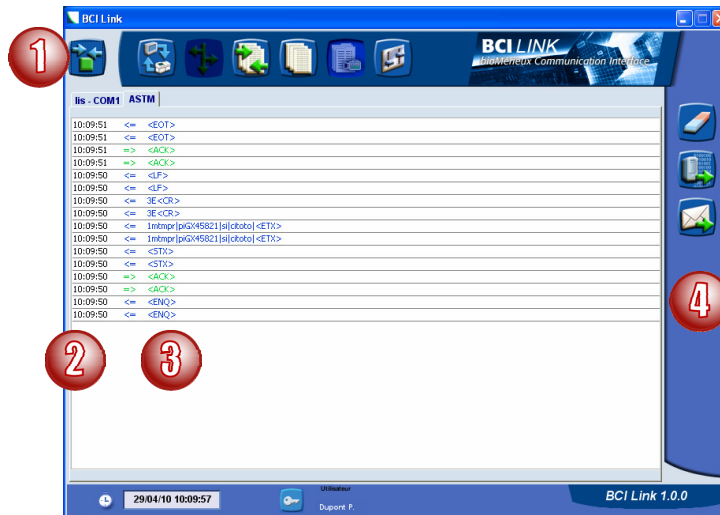 BCI Link
1
BCI LINK
bioMérieux Communication Interface
lis - COM1 ASTM
10:09:51 <= <EOT>
10:09:51 <= <EOT>
10:09:51 => <ACK>
10:09:51 => <ACK>
10:09:50 <= <LF>
10:09:50 <= <LF>
10:09:50 <= 3E<CR>
10:09:50 <= 3E<CR>
10:09:50 <= 1mtmpr|piGX45821|si|citoto|<ETX>
10:09:50 <= 1mtmpr|piGX45821|si|citoto|<ETX>
10:09:50 <= <STX>
10:09:50 <= <STX>
10:09:50 => <ACK>
10:09:50 => <ACK>
10:09:50 <= <ENQ>
10:09:50 <= <ENQ>
4
2
3
29/04/10 10:09:57
Utilisateur
Dupont P.
BCI Link 1.0.0